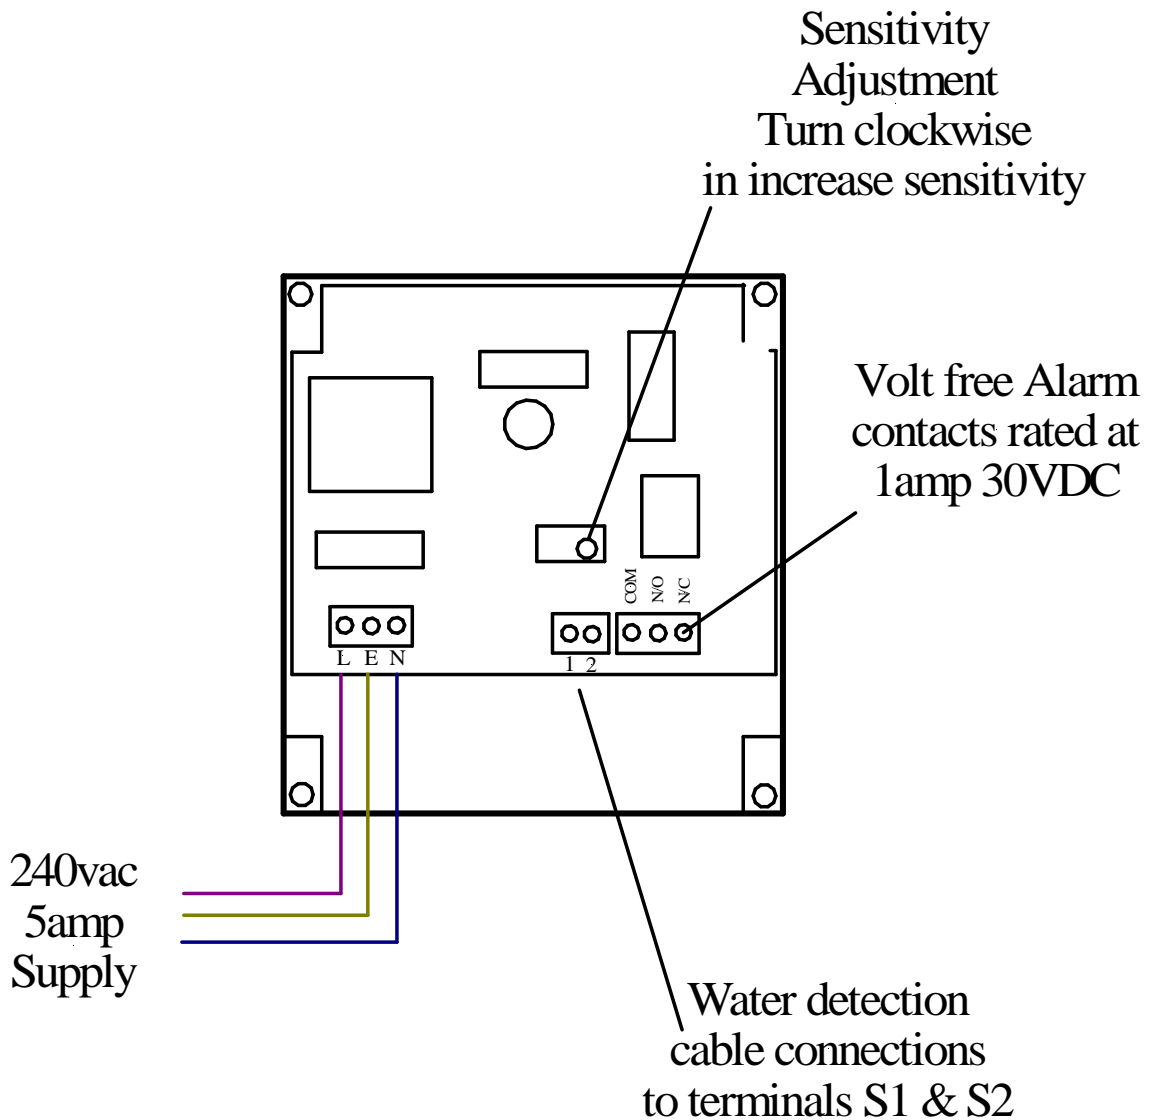 Sensitivity
Adjustment
Turn clockwise
in increase sensitivity
Volt free Alarm
contacts rated at
1amp 30VDC
COM
N/O
N/C
L E N
1 2
240vac
5amp
Supply
Water detection
cable connections
to terminals S1 & S2